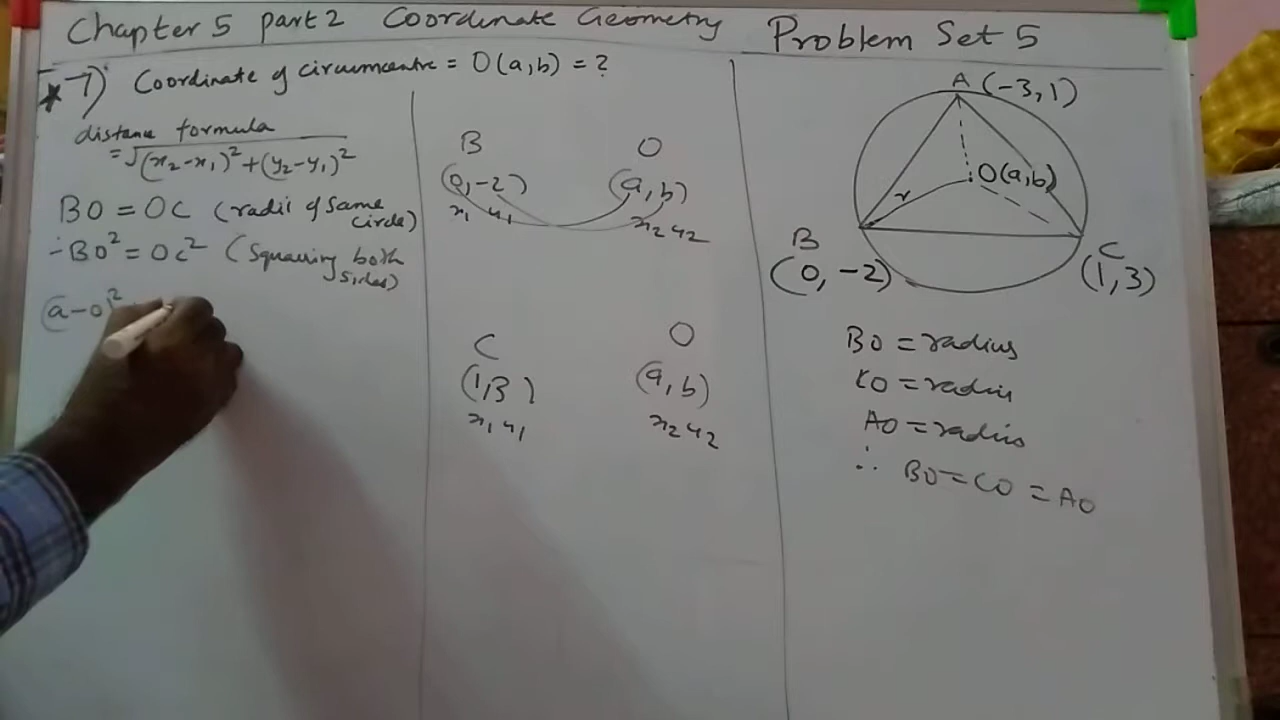 Chapter 5 part 2 Coordinate Geometry Problem Set 5
* 7) Coordinate of circumcentre = O(a,b) = ?
distance formula
= √(x₂-x₁)² + (y₂-y₁)²
BO = OC (radii of same circle)
∴ BO² = OC² (Squaring both sides)
(a-0)²
B O
(0,-2) (a,b)
x₁ y₁ x₂ y₂
C O
(1,3) (a,b)
x₁ y₁ x₂ y₂
A (-3,1)
O(a,b)
r
B
(0, -2)
C
(1,3)
BO = radius
CO = radius
AO = radius
∴ BO = CO = AO